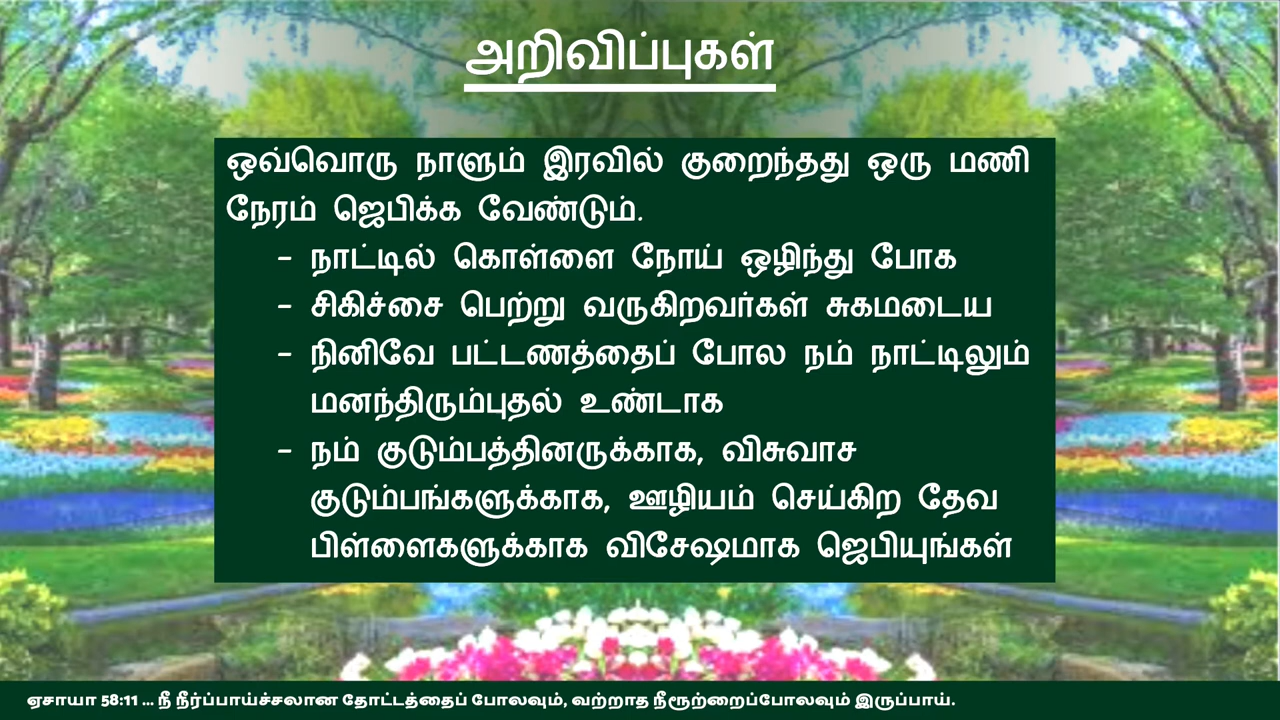 அறிவிப்புகள்
ஒவ்வொரு நாளும் இரவில் குறைந்தது ஒரு மணி
நேரம் ஜெபிக்க வேண்டும்.
- நாட்டில் கொள்ளை நோய் ஒழிந்து போக
- சிகிச்சை பெற்று வருகிறவர்கள் சுகமடைய
- நினிவே பட்டணத்தைப் போல நம் நாட்டிலும்
மனந்திரும்புதல் உண்டாக
- நம் குடும்பத்தினருக்காக, விசுவாச
குடும்பங்களுக்காக, ஊழியம் செய்கிற தேவ
பிள்ளைகளுக்காக விசேஷமாக ஜெபியுங்கள்
ஏசாயா 58:11 ... நீ நீர்ப்பாய்ச்சலான தோட்டத்தைப் போலவும், வற்றாத நீரூற்றைப்போலவும் இருப்பாய்.